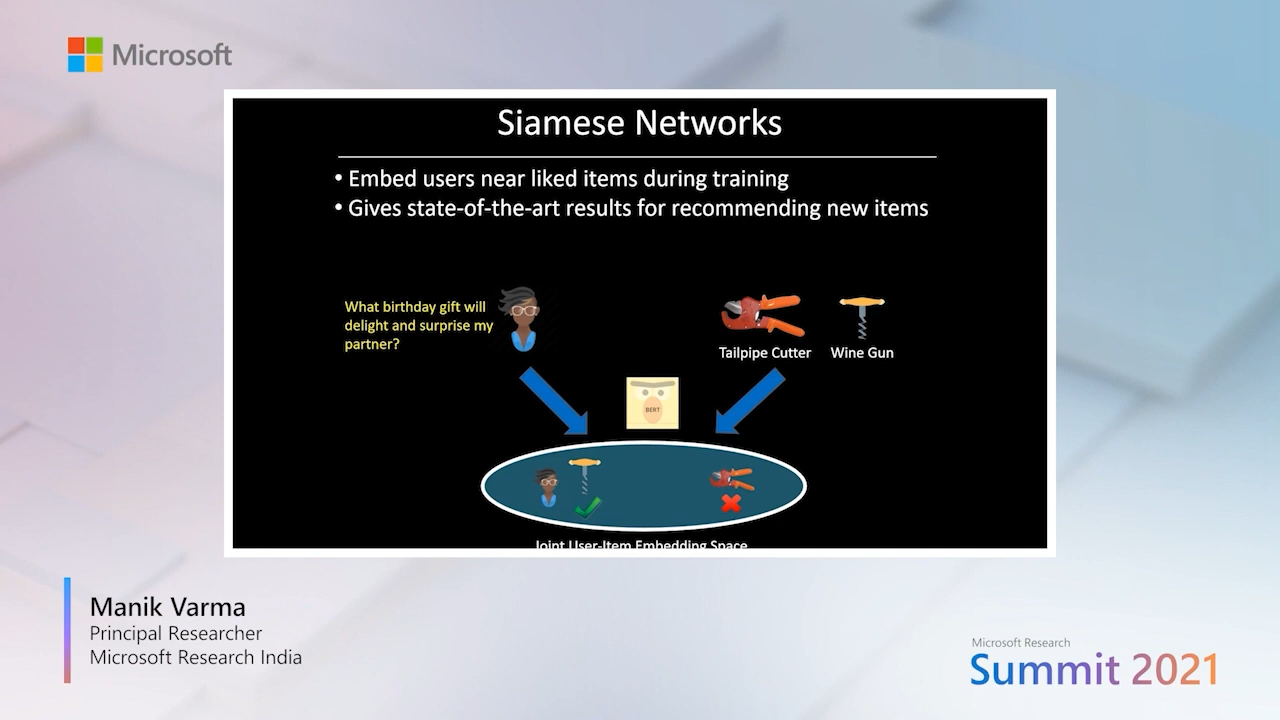 Microsoft
Siamese Networks
• Embed users near liked items during training
• Gives state-of-the-art results for recommending new items
What birthday gift will
delight and surprise my
partner?
Tailpipe Cutter
Wine Gun
BERT
Joint User-Item Embedding Space
Manik Varma
Principal Researcher
Microsoft Research India
Microsoft Research
Summit 2021